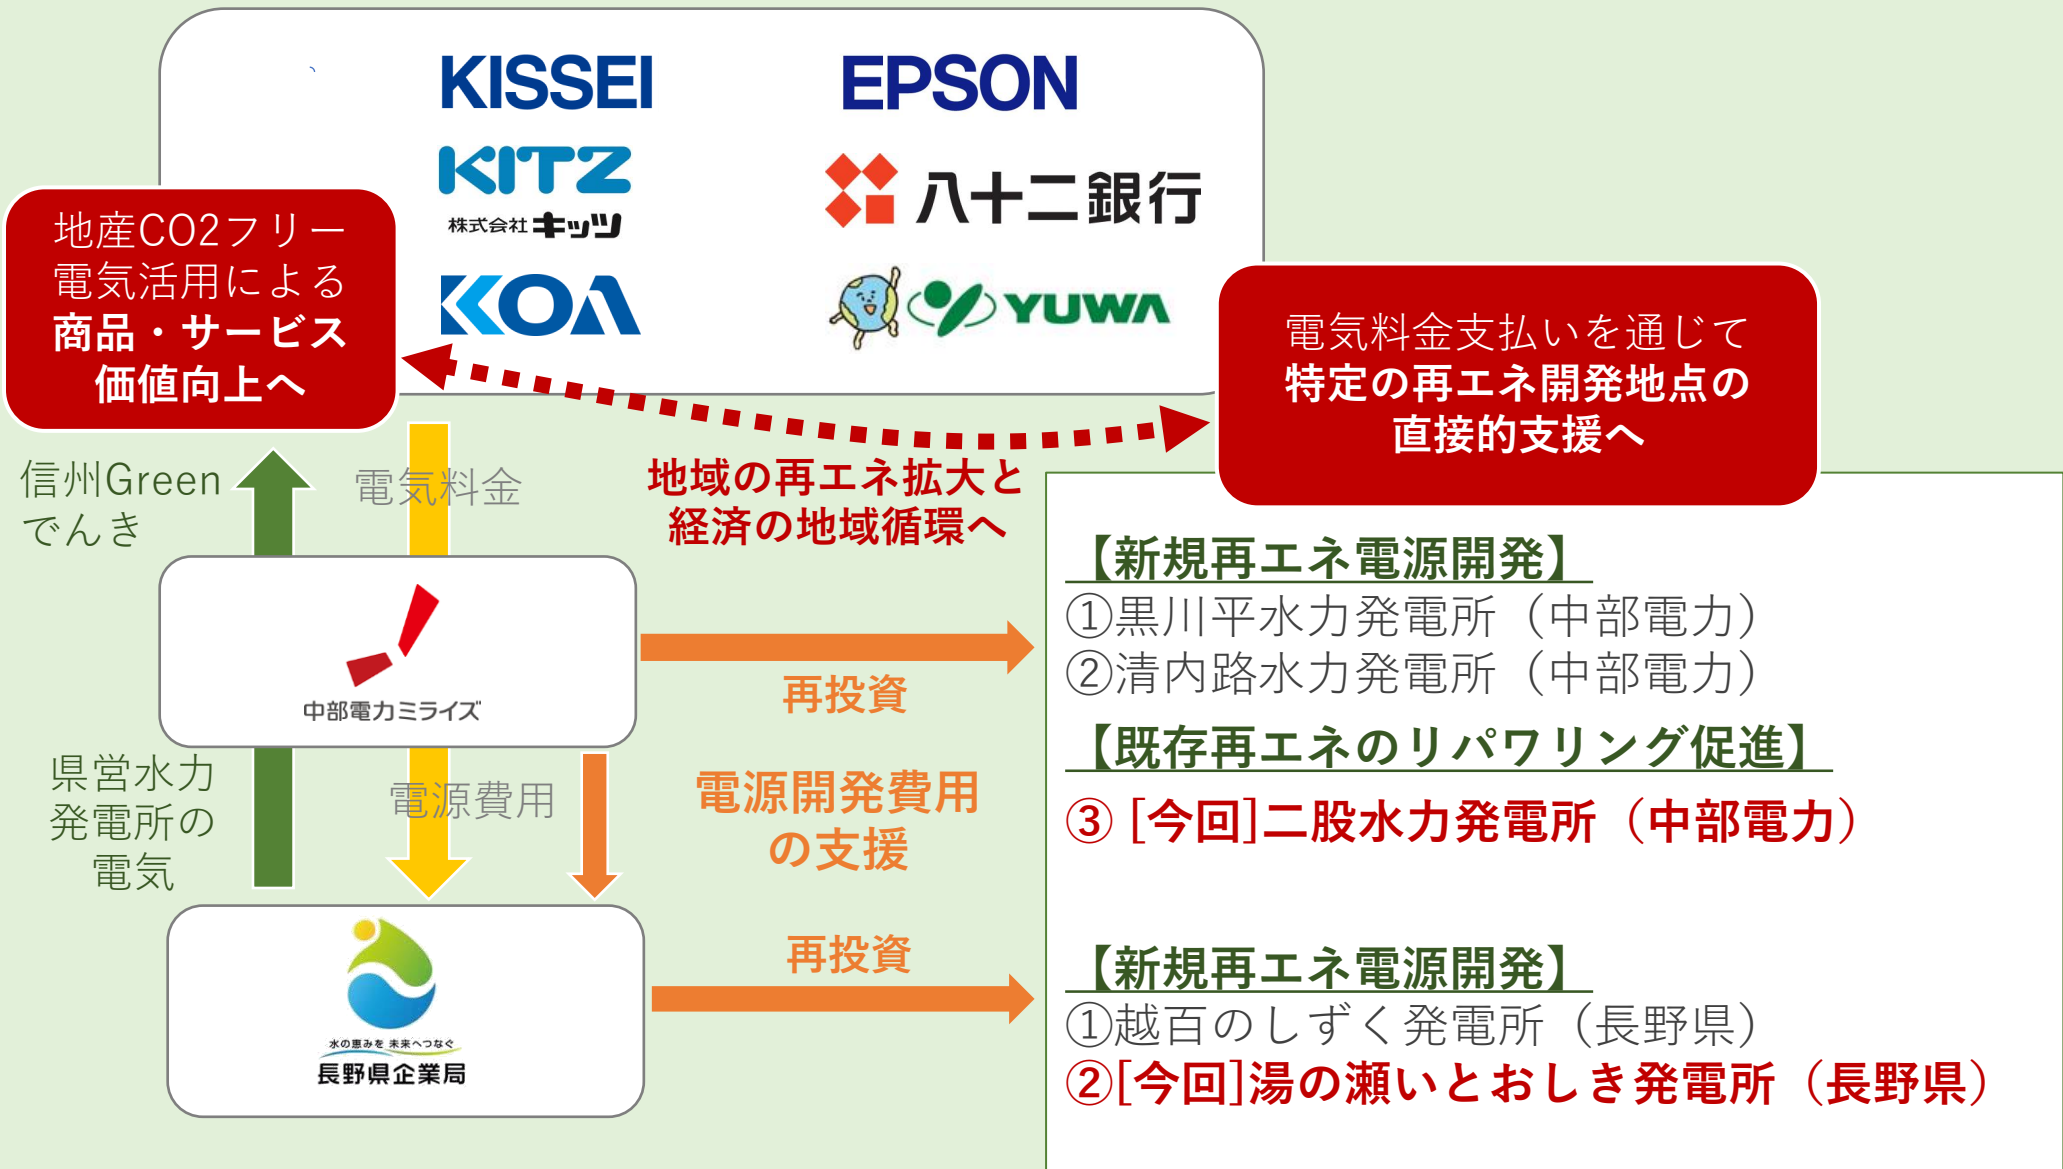 、
KISSEI
EPSON
KITZ
株式会社キッツ
八十二銀行
KOA
YUWA
地産CO2フリー
電気活用による
商品・サービス
価値向上へ
電気料金支払いを通じて
特定の再エネ開発地点の
直接的支援へ
信州Green
でんき
電気料金
地域の再エネ拡大と
経済の地域循環へ
中部電力ミライズ
再投資
県営水力
発電所の
電気
電源費用
電源開発費用
の支援
水の恵みを 未来へつなぐ
長野県企業局
再投資
【新規再エネ電源開発】
①黒川平水力発電所（中部電力）
②清内路水力発電所（中部電力）
【既存再エネのリパワリング促進】
③ [今回]二股水力発電所（中部電力）
【新規再エネ電源開発】
①越百のしずく発電所（長野県）
②[今回]湯の瀬いとおしき発電所（長野県）